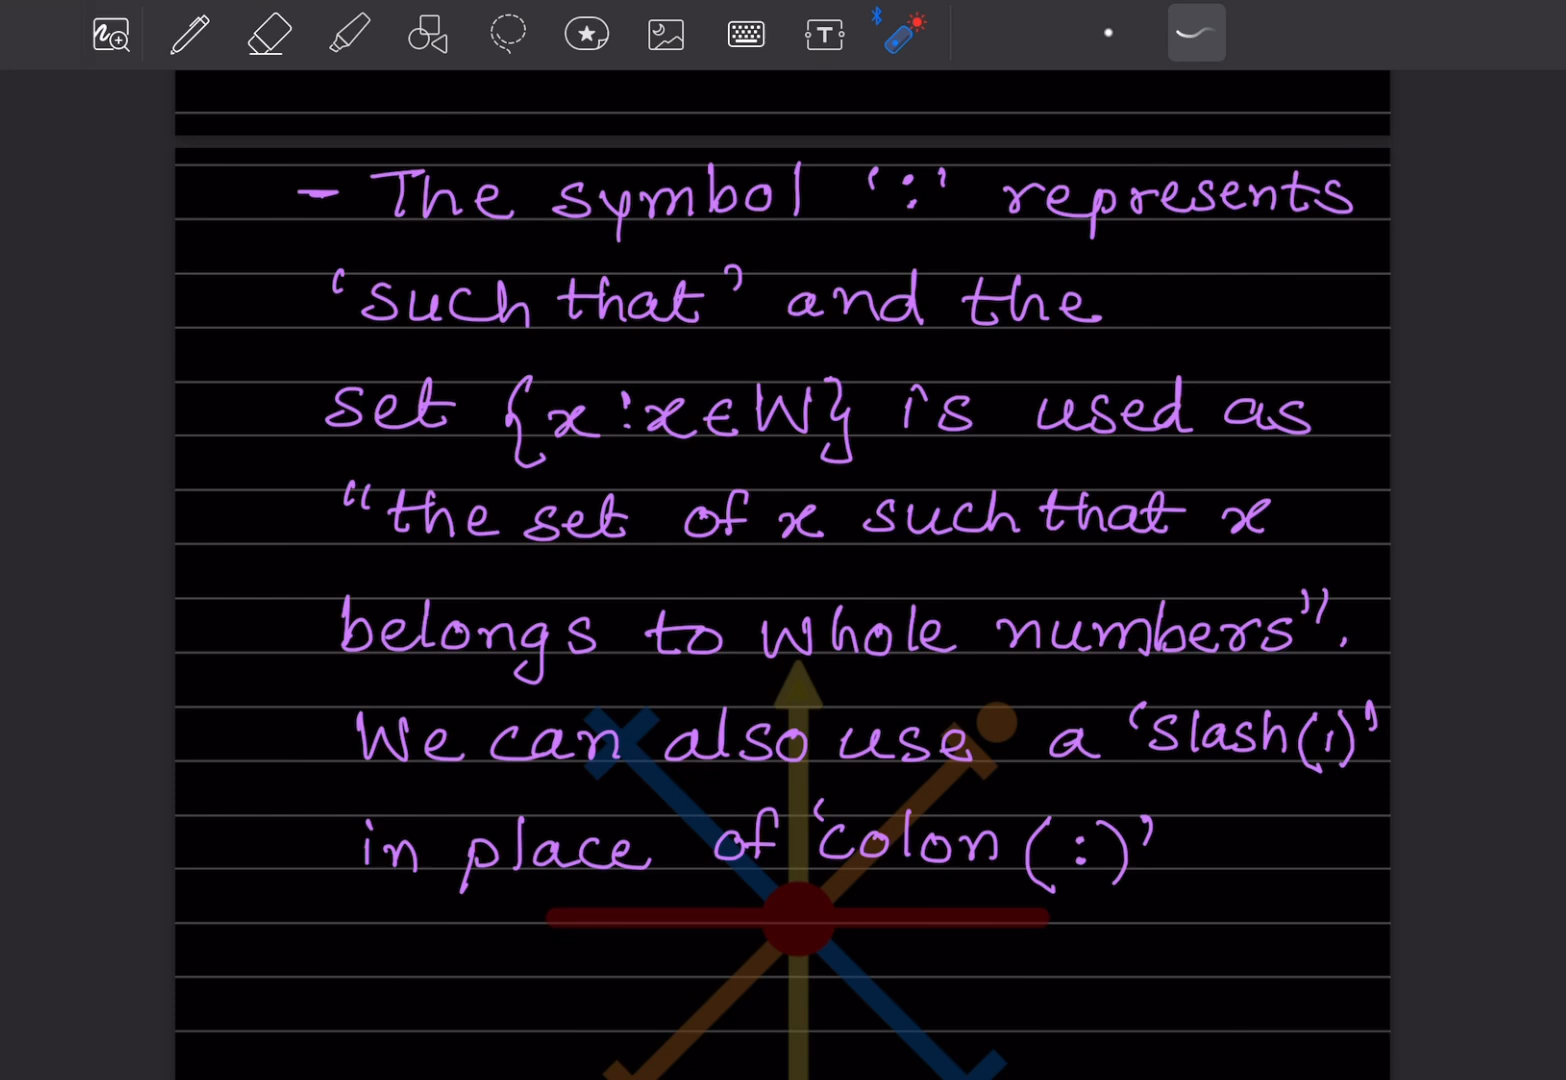 - The symbol ‘:’ represents
‘such that’ and the
set {x:x∈W} is used as
“the set of x such that x
belongs to whole numbers”.
We can also use a ‘slash(|)’
in place of ‘colon (:)’